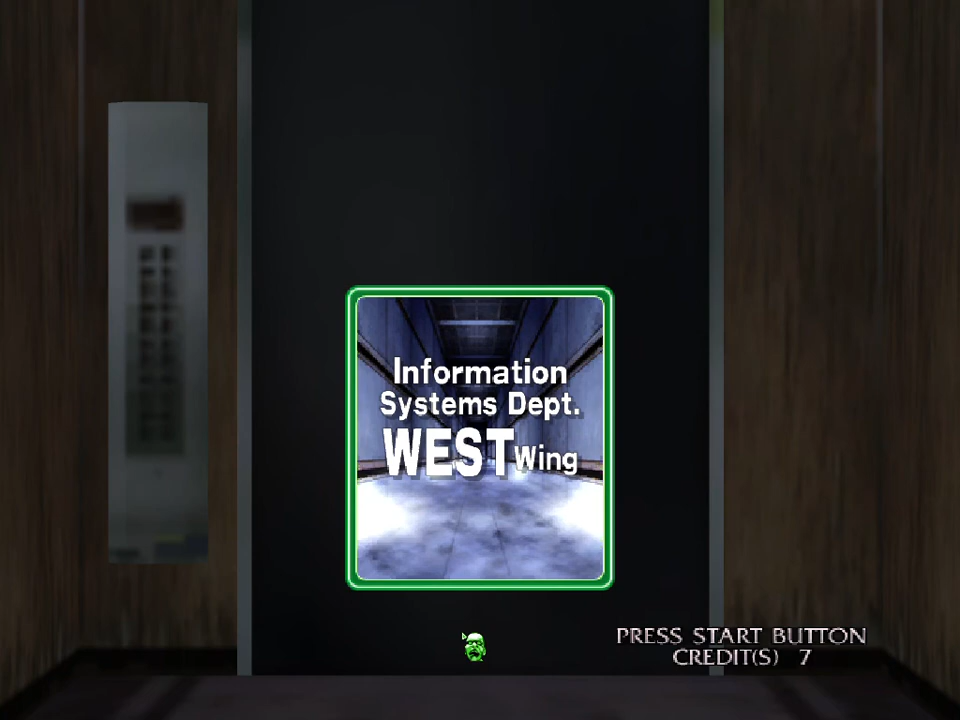 Information
Systems Dept.
WEST Wing
PRESS START BUTTON
CREDIT(S) 7